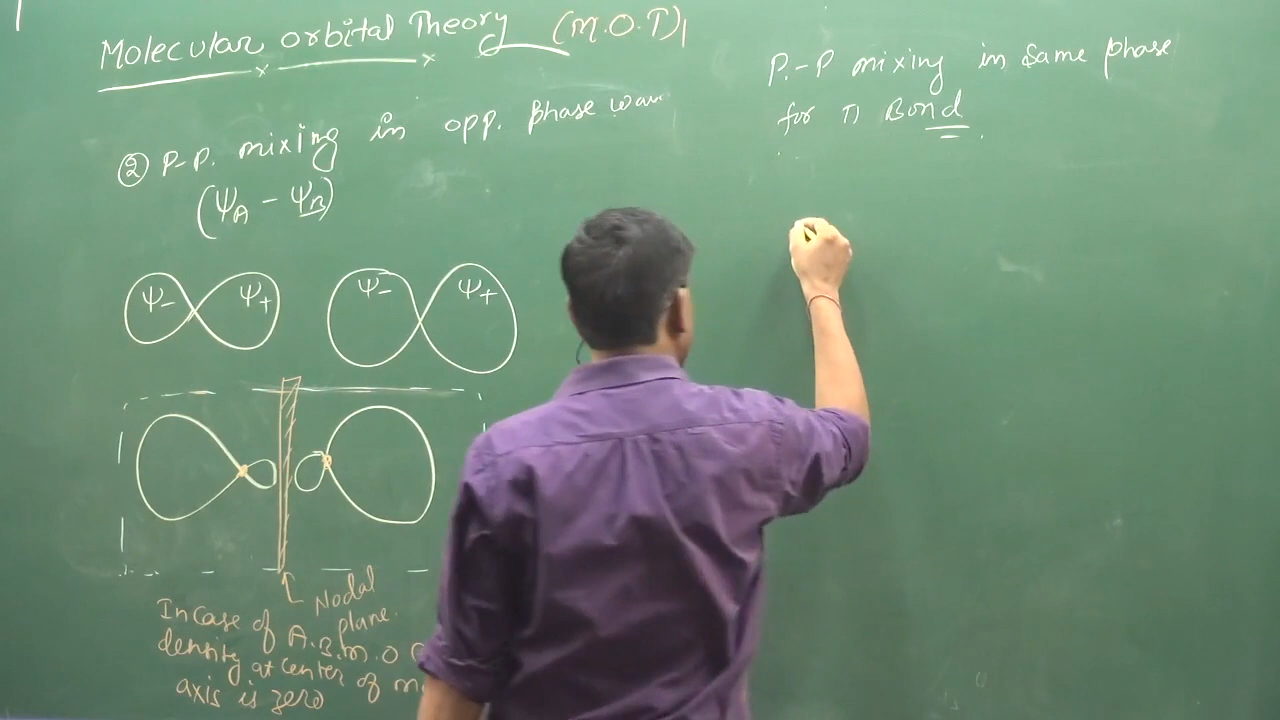 Molecular orbital Theory (M.O.T)
② P-P. mixing in opp. phase wave
(ΨA - ΨB)
Ψ- Ψ+ Ψ- Ψ+
Nodal
plane.
In case of A.B.M.O
density at center of
axis is zero
P.-P mixing in same phase
for π Bond.